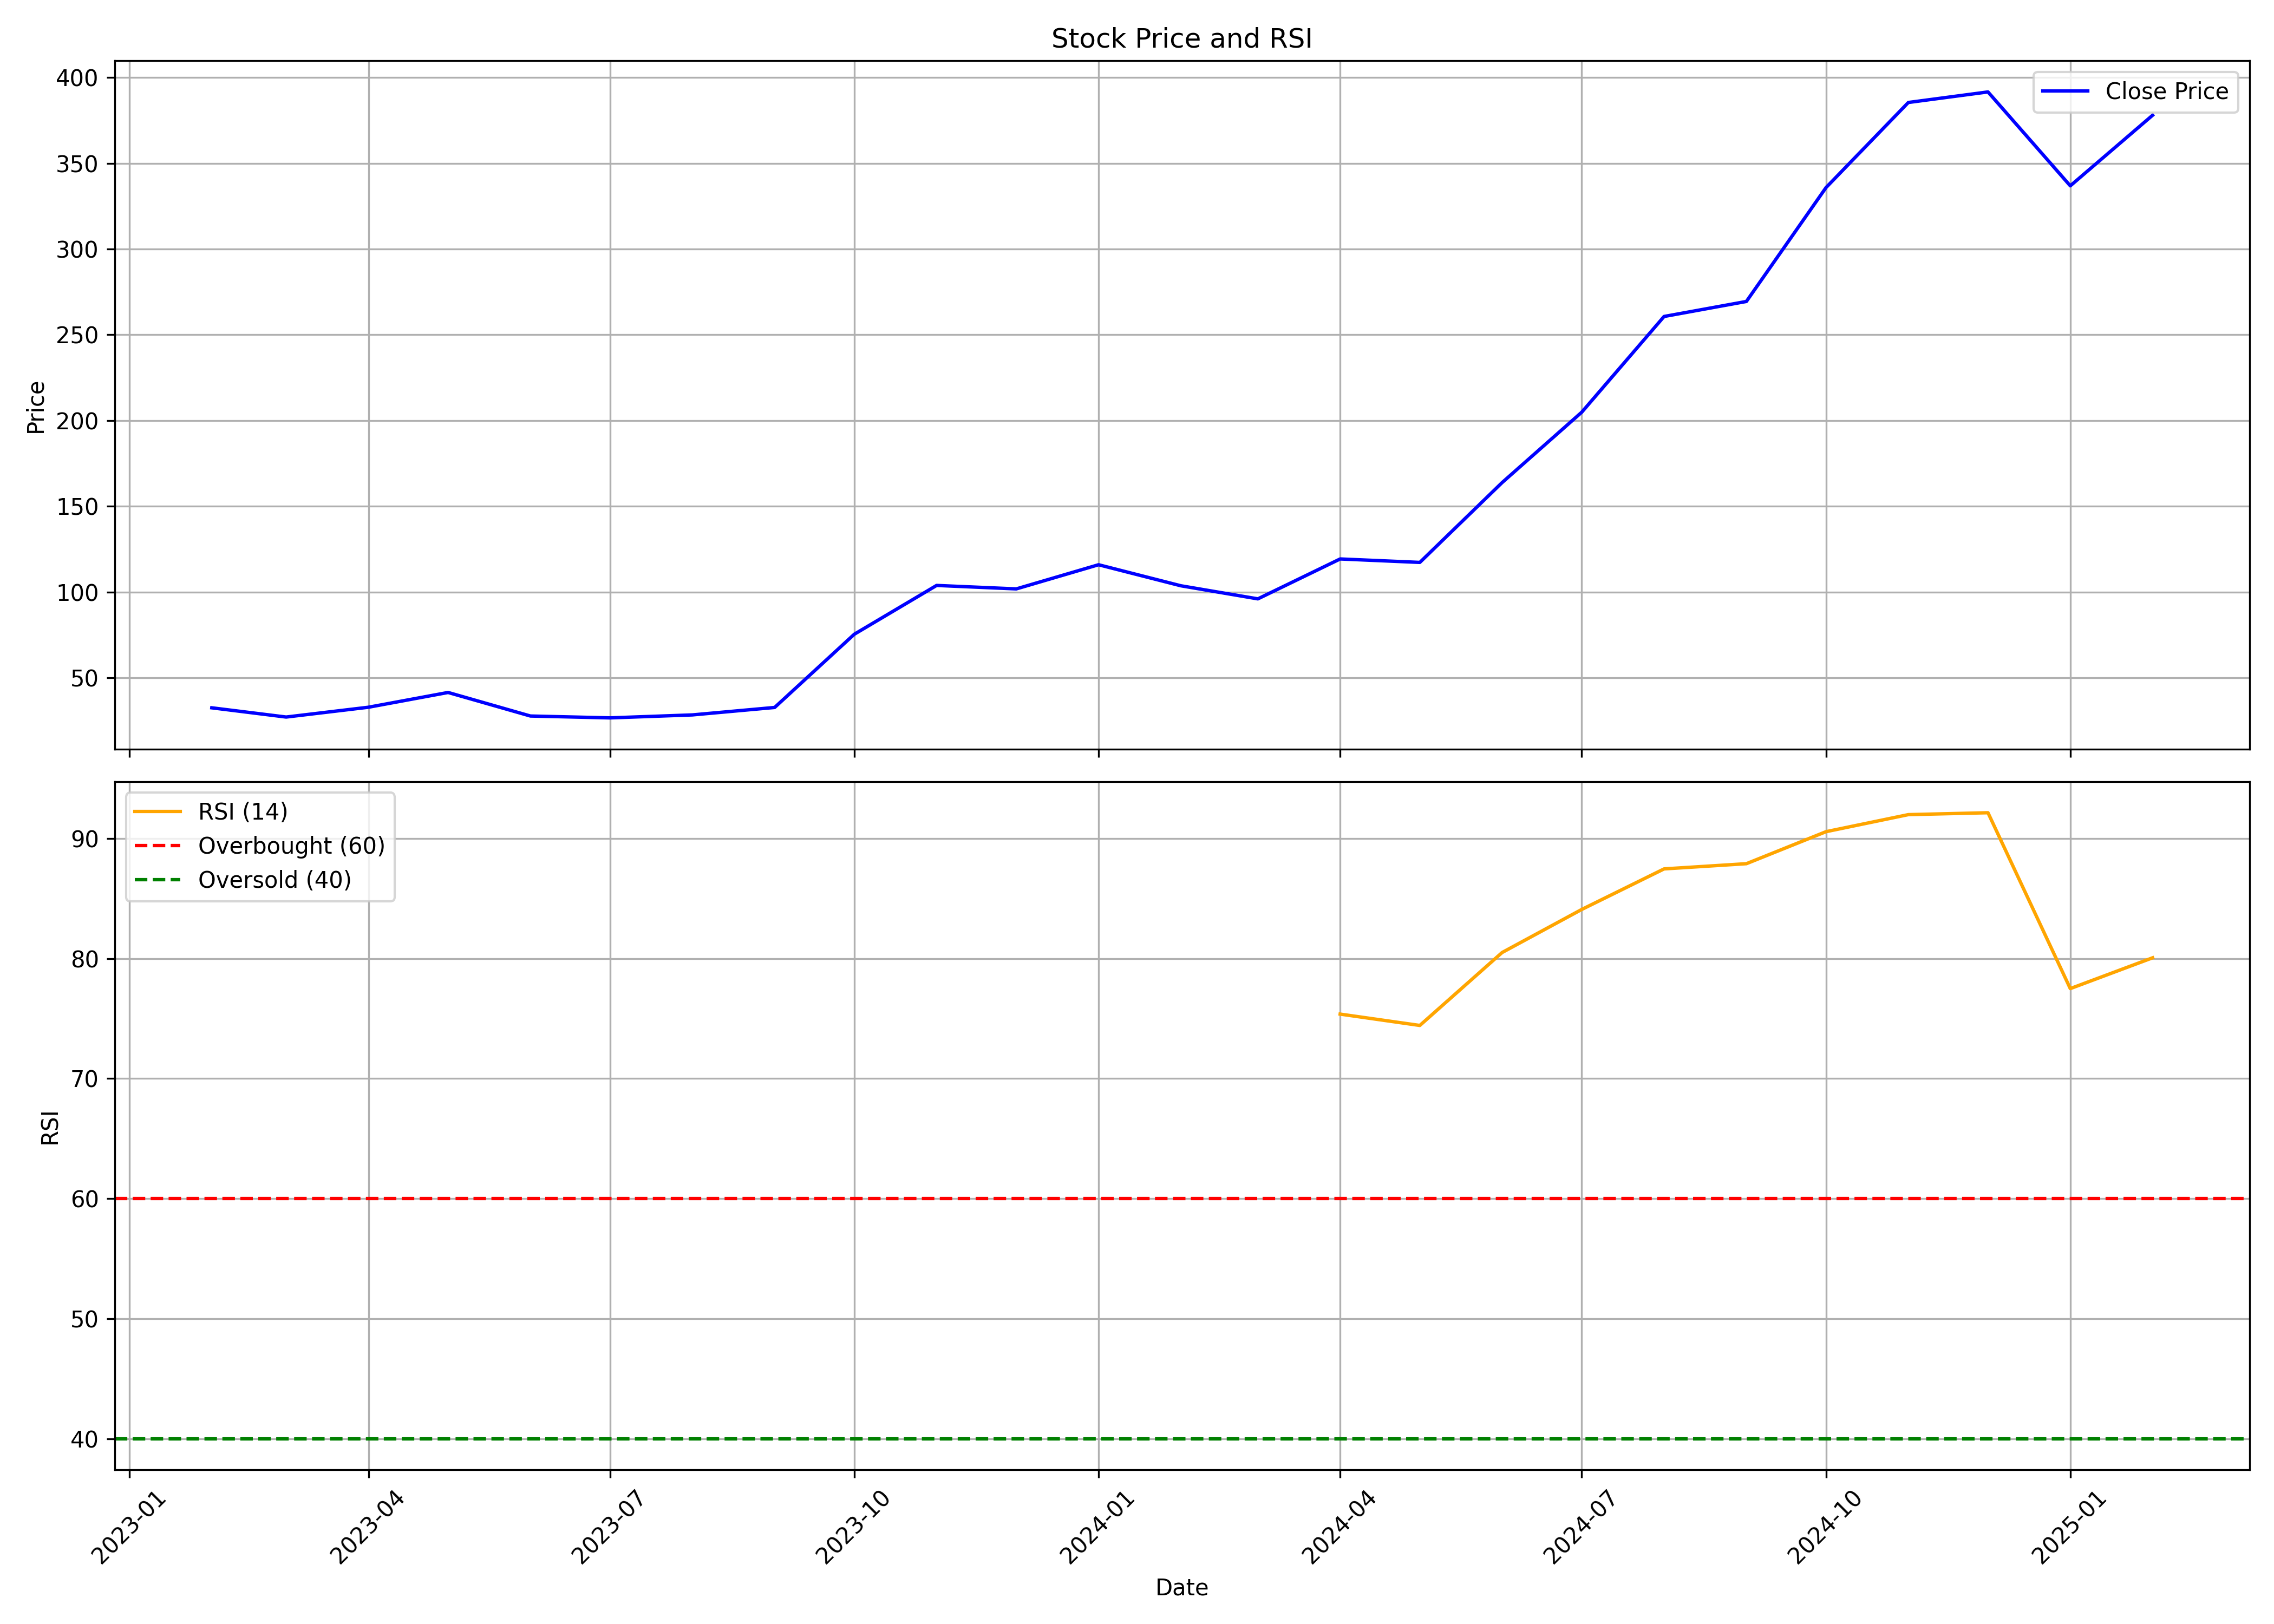 Stock Price and RSI
Close Price
400
350
300
250
200
150
100
50
Price
RSI (14)
Overbought (60)
Oversold (40)
90
80
70
60
50
40
RSI
2023-01
2023-04
2023-07
2023-10
2024-01
2024-04
2024-07
2024-10
2025-01
Date